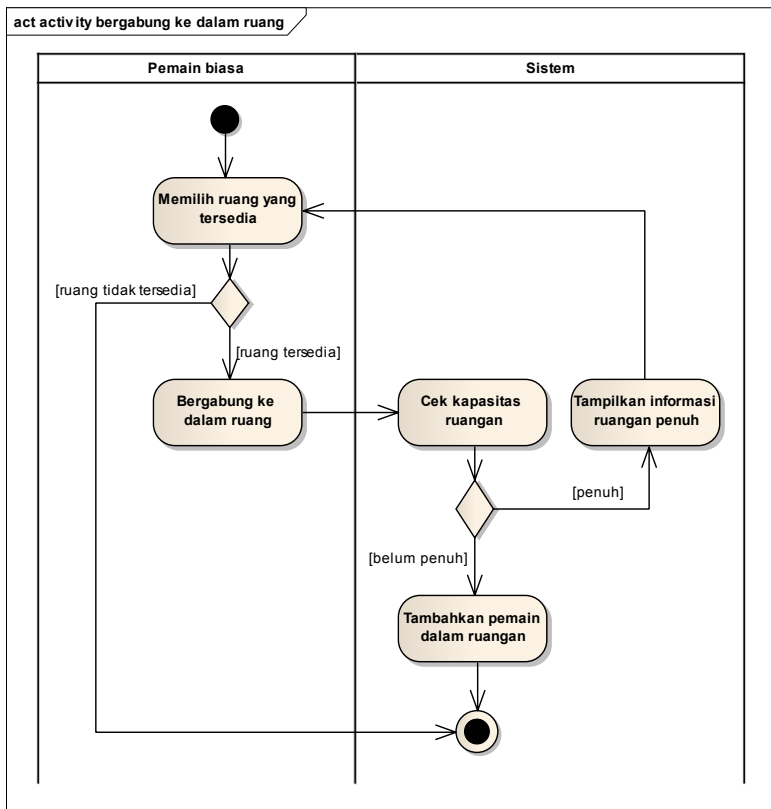 act activity bergabung ke dalam ruang
Pemain biasa
Sistem
Memilih ruang yang
tersedia
[ruang tidak tersedia]
[ruang tersedia]
Bergabung ke
dalam ruang
Cek kapasitas
ruangan
Tampilkan informasi
ruangan penuh
[penuh]
[belum penuh]
Tambahkan pemain
dalam ruangan